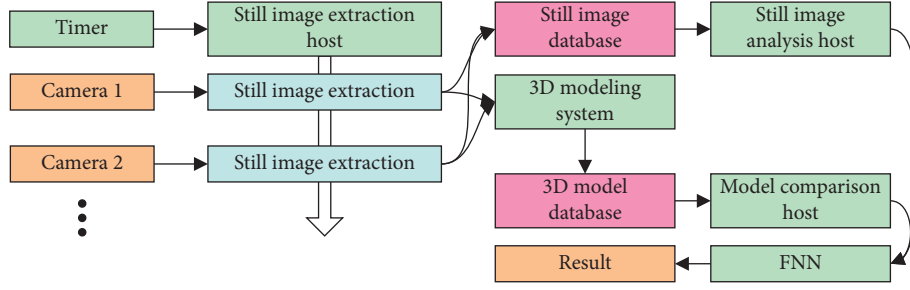 Timer
Still image extraction
host
Still image
database
Still image
analysis host
Camera 1
Still image extraction
3D modeling
system
Camera 2
Still image extraction
3D model
database
Model comparison
host
Result
FNN